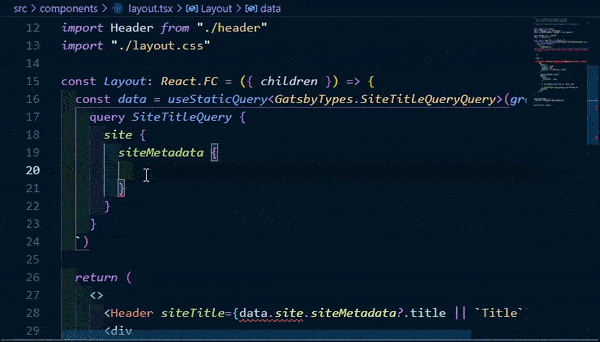 src > components > layout.tsx > Layout > data
12 import Header from "./header"
13 import "./layout.css"
14
15 const Layout: React.FC = ({ children }) => {
16 const data = useStaticQuery<GatsbyTypes.SiteTitleQueryQuery>(gr
17 query SiteTitleQuery {
18 site {
19 siteMetadata {
20
21 }
22 }
23 }
24 `)
25
26 return (
27 <>
28 <Header siteTitle={data.site.siteMetadata?.title || `Title`
29 <div